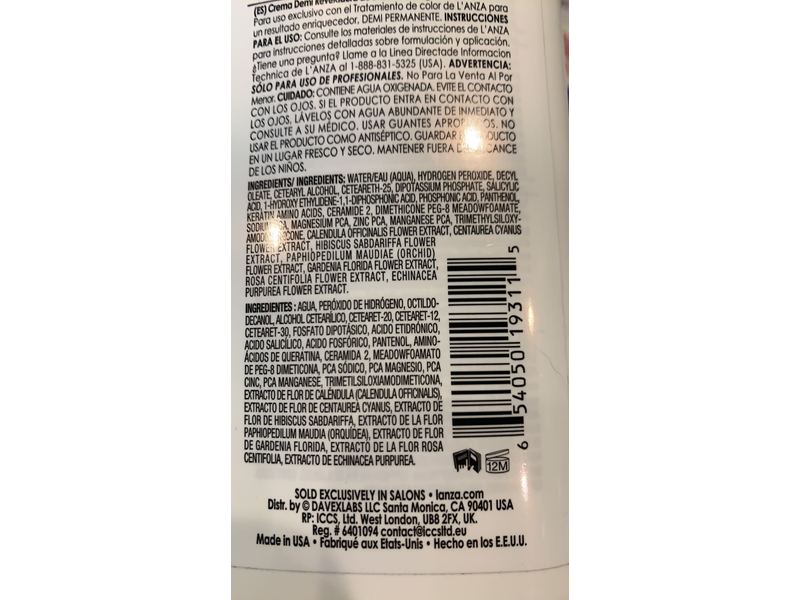 (ES) Crema Demi
Para uso exclusivo con el Tratamiento de color de L'ANZA para
un resultado enriquecedor, DEMI PERMANENTE. INSTRUCCIONES
PARA EL USO: Consulte los materiales de instrucciones de L'ANZA
para instrucciones detalladas sobre formulación y aplicación.
¿Tiene una pregunta? Llame a la Linea Directade Informacion
Technica de L'ANZA al 1-888-831-5325 (USA). ADVERTENCIA:
SÓLO PARA USO DE PROFESIONALES. No Para La Venta Al Por
Menor. CUIDADO: CONTIENE AGUA OXIGENADA. EVITE EL CONTACTO
CON LOS OJOS. SI EL PRODUCTO ENTRA EN CONTACTO CON
LOS OJOS, LÁVELOS CON AGUA ABUNDANTE DE INMEDIATO Y
CONSULTE A SU MÉDICO. USAR GUANTES NO
USAR EL PRODUCTO COMO ANTISÉPTICO. GUARDAR
EN UN LUGAR FRESCO Y SECO. MANTENER FUERA
DE LOS NIÑOS.
INGREDIENTS/ INGREDIENTS: WATER/EAU (AQUA), HYDROGEN PEROXIDE, DECYL
OLEATE, CETEARYL ALCOHOL, CETEARETH-25, DIPOTASSIUM PHOSPHATE, SALICYLIC
ACID, 1-HYDROXY ETHYLIDENE-1,1-DIPHOSPHONIC ACID, PHOSPHORIC ACID, PANTHENOL,
KERATIN AMINO ACIDS, CERAMIDE 2, DIMETHICONE PEG-8 MEADOWFOAMATE,
MAGNESIUM PCA, ZINC PCA, MANGANESE PCA, TRIMETHYLSILOXY-
CALENDULA OFFICINALIS FLOWER EXTRACT, CENTAUREA CYANUS
FLOWER EXTRACT, HIBISCUS SABDARIFFA FLOWER
EXTRACT, PAPHIOPEDILUM MAUDIAE (ORCHID)
FLOWER EXTRACT, GARDENIA FLORIDA FLOWER EXTRACT,
ROSA CENTIFOLIA FLOWER EXTRACT, ECHINACEA
PURPUREA FLOWER EXTRACT.
INGREDIENTES : AGUA, PERÓXIDO DE HIDRÓGENO, OCTILDO-
DECANOL, ALCOHOL CETEARÍLICO, CETEARET-20, CETEARET-12,
CETEARET-30, FOSFATO DIPOTÁSICO, ACIDO ETIDRÓNICO,
ACIDO SALICÍLICO, ACIDO FOSFÓRICO, PANTENOL, AMINO-
ÁCIDOS DE QUERATINA, CERAMIDA 2, MEADOWFOAMATO
DE PEG-8 DIMETICONA, PCA SÓDICO, PCA MAGNESIO, PCA
CINC, PCA MANGANESE, TRIMETILSILOXIAMODIMETICONA,
EXTRACTO DE FLOR DE CALÉNDULA (CALENDULA OFFICINALIS),
EXTRACTO DE FLOR DE CENTAUREA CYANUS, EXTRACTO DE
FLOR DE HIBISCUS SABDARIFFA, EXTRACTO DE LA FLOR
PAPHIOPEDILUM MAUDIA (ORQUÍDEA), EXTRACTO DE FLOR
DE GARDENIA FLORIDA, EXTRACTO DE LA FLOR ROSA
CENTIFOLIA, EXTRACTO DE ECHINACEA PURPUREA.
6 54050 19311 5
12M
SOLD EXCLUSIVELY IN SALONS • lanza.com
Distr. by © DAVEXLABS LLC Santa Monica, CA 90401 USA
RP: ICCS, Ltd. West London, UB8 2FX, UK.
Reg. # 6401094 contact@iccsltd.eu
Made in USA • Fabriqué aux Etats-Unis • Hecho en los E.E.U.U.